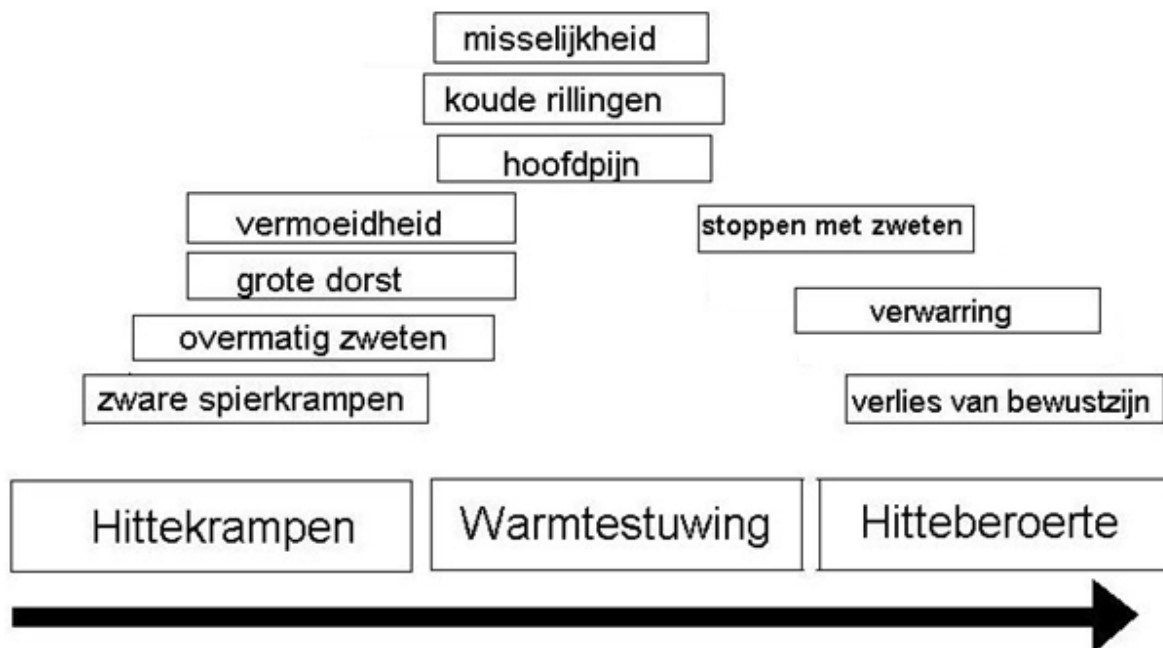 misselijkheid
koude rillingen
hoofdpijn
vermoeidheid
stoppen met zweten
grote dorst
verwarring
overmatig zweten
zware spierkrampen
verlies van bewustzijn
Hittekrampen
Warmtestuwing
Hitteberoerte